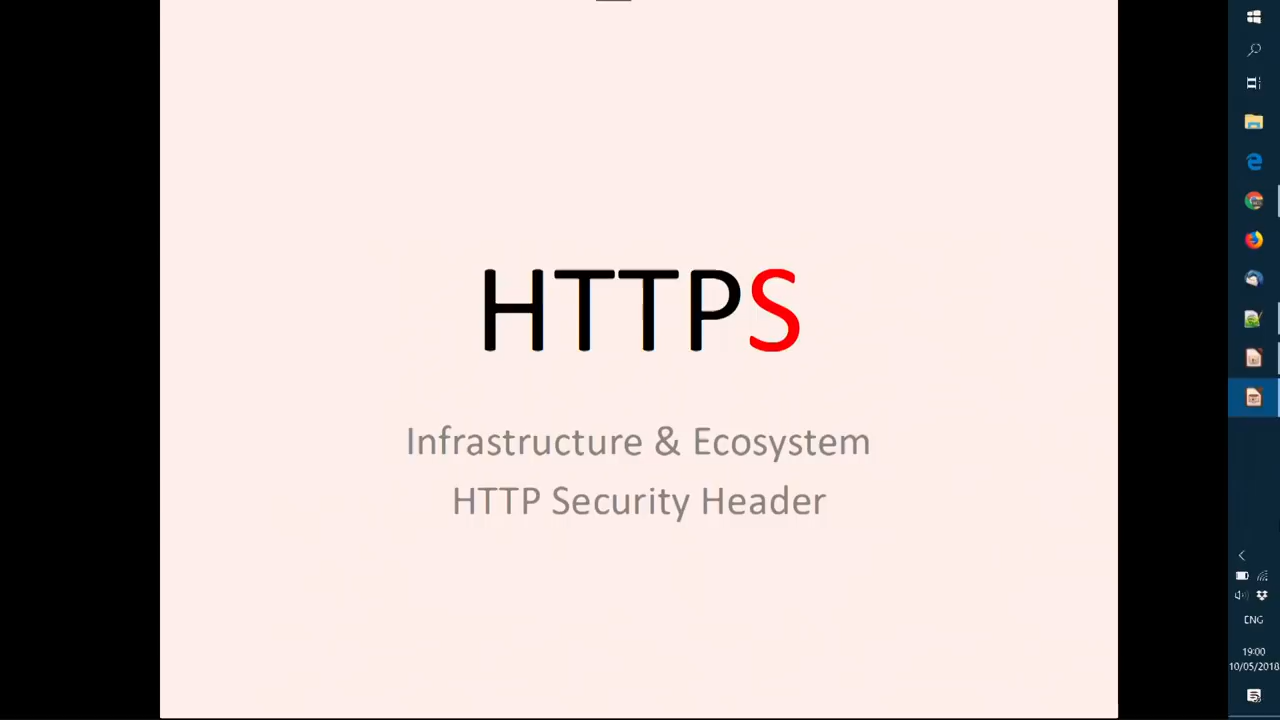 HTTPS
Infrastructure & Ecosystem
HTTP Security Header
ENG
19:00
10/05/2018